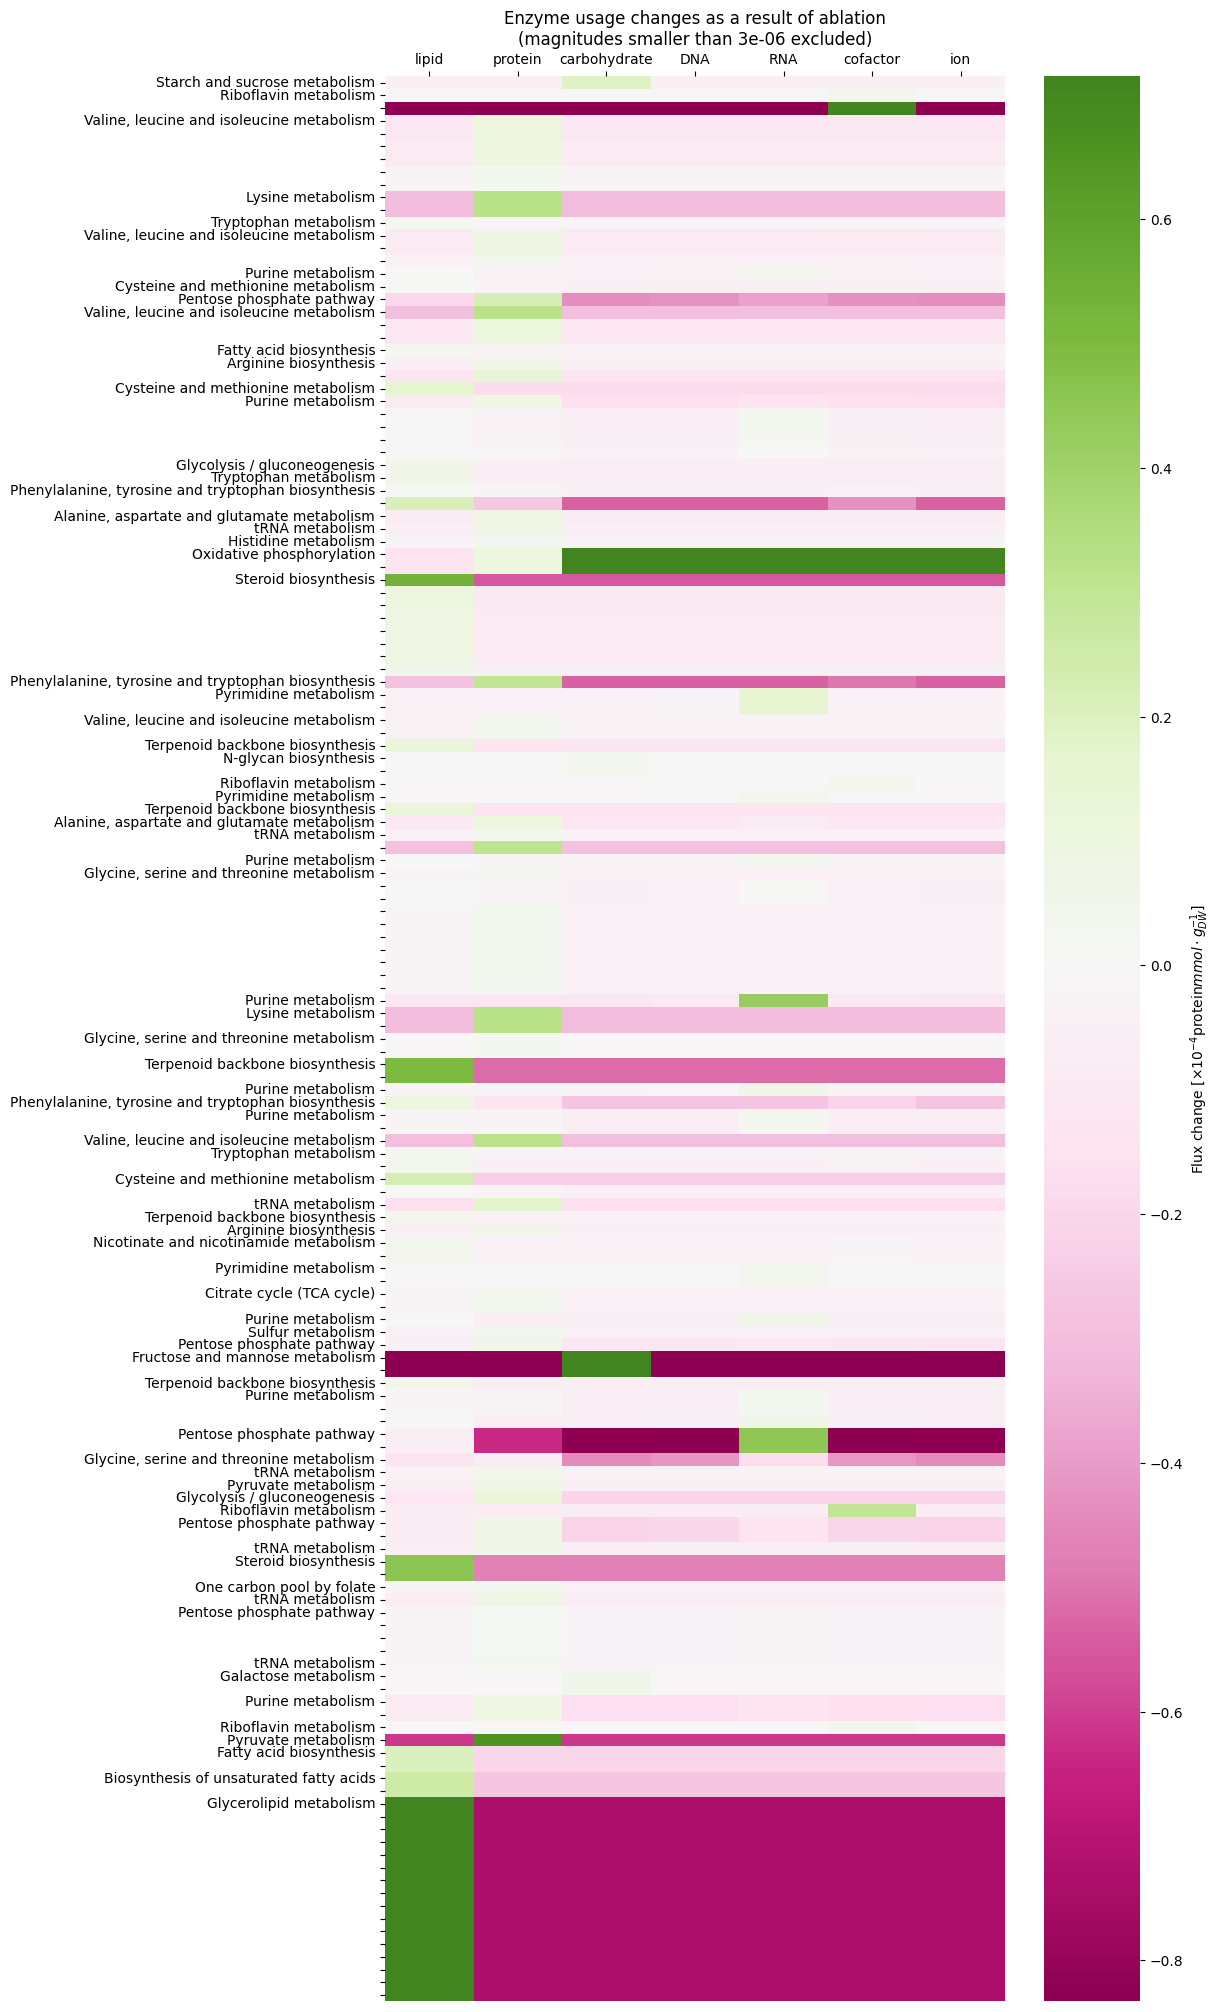 Enzyme usage changes as a result of ablation
(magnitudes smaller than 3e-06 excluded)
lipid protein carbohydrate DNA RNA cofactor ion
Starch and sucrose metabolism
Riboflavin metabolism
Valine, leucine and isoleucine metabolism
Lysine metabolism
Tryptophan metabolism
Valine, leucine and isoleucine metabolism
Purine metabolism
Cysteine and methionine metabolism
Pentose phosphate pathway
Valine, leucine and isoleucine metabolism
Fatty acid biosynthesis
Arginine biosynthesis
Cysteine and methionine metabolism
Purine metabolism
Glycolysis / gluconeogenesis
Tryptophan metabolism
Phenylalanine, tyrosine and tryptophan biosynthesis
Alanine, aspartate and glutamate metabolism
tRNA metabolism
Histidine metabolism
Oxidative phosphorylation
Steroid biosynthesis
Phenylalanine, tyrosine and tryptophan biosynthesis
Pyrimidine metabolism
Valine, leucine and isoleucine metabolism
Terpenoid backbone biosynthesis
N-glycan biosynthesis
Riboflavin metabolism
Pyrimidine metabolism
Terpenoid backbone biosynthesis
Alanine, aspartate and glutamate metabolism
tRNA metabolism
Purine metabolism
Glycine, serine and threonine metabolism
Purine metabolism
Lysine metabolism
Glycine, serine and threonine metabolism
Terpenoid backbone biosynthesis
Purine metabolism
Phenylalanine, tyrosine and tryptophan biosynthesis
Purine metabolism
Valine, leucine and isoleucine metabolism
Tryptophan metabolism
Cysteine and methionine metabolism
tRNA metabolism
Terpenoid backbone biosynthesis
Arginine biosynthesis
Nicotinate and nicotinamide metabolism
Pyrimidine metabolism
Citrate cycle (TCA cycle)
Purine metabolism
Sulfur metabolism
Pentose phosphate pathway
Fructose and mannose metabolism
Terpenoid backbone biosynthesis
Purine metabolism
Pentose phosphate pathway
Glycine, serine and threonine metabolism
tRNA metabolism
Pyruvate metabolism
Glycolysis / gluconeogenesis
Riboflavin metabolism
Pentose phosphate pathway
tRNA metabolism
Steroid biosynthesis
One carbon pool by folate
tRNA metabolism
Pentose phosphate pathway
tRNA metabolism
Galactose metabolism
Purine metabolism
Riboflavin metabolism
Pyruvate metabolism
Fatty acid biosynthesis
Biosynthesis of unsaturated fatty acids
Glycerolipid metabolism
0.6
0.4
0.2
0.0
−0.2
−0.4
−0.6
−0.8
Flux change [×10⁻⁴proteinmmol · g_DW⁻¹]